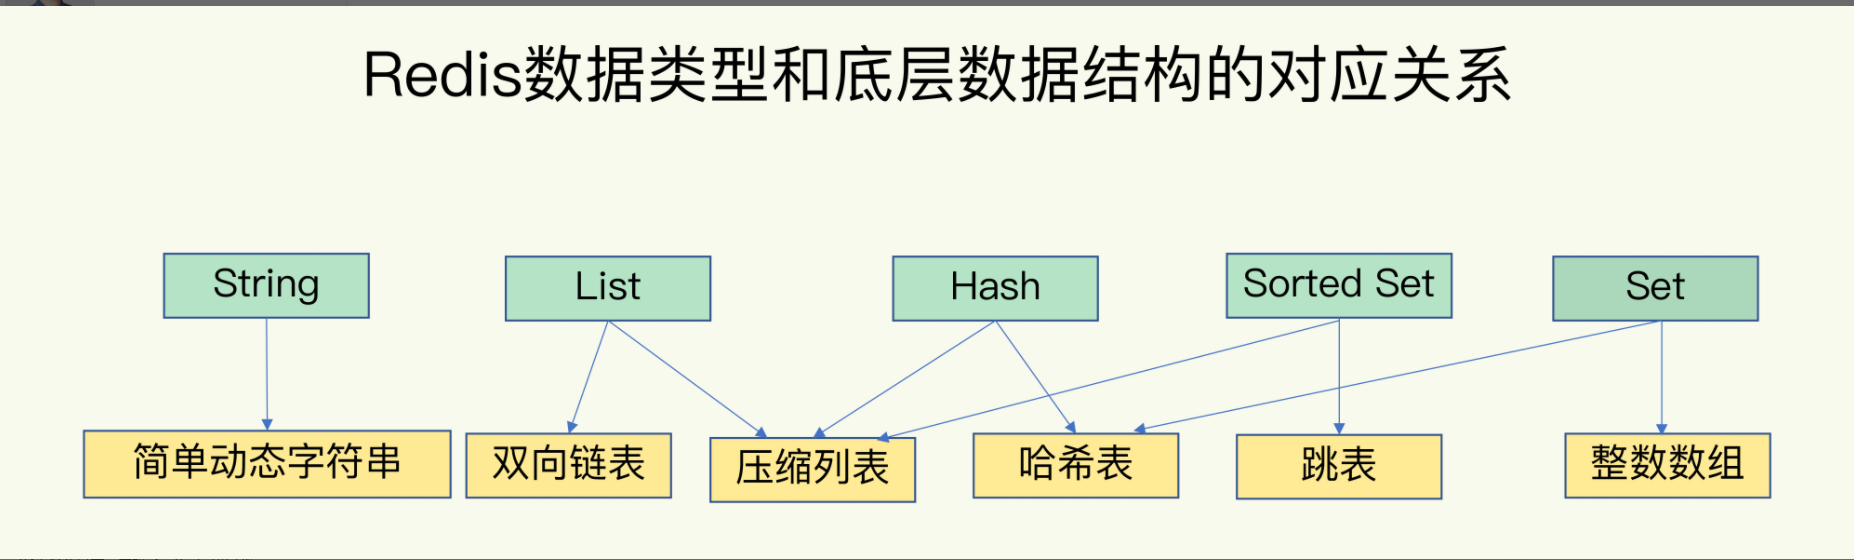 Redis数据类型和底层数据结构的对应关系
String
List
Hash
Sorted Set
Set
简单动态字符串
双向链表
压缩列表
哈希表
跳表
整数数组